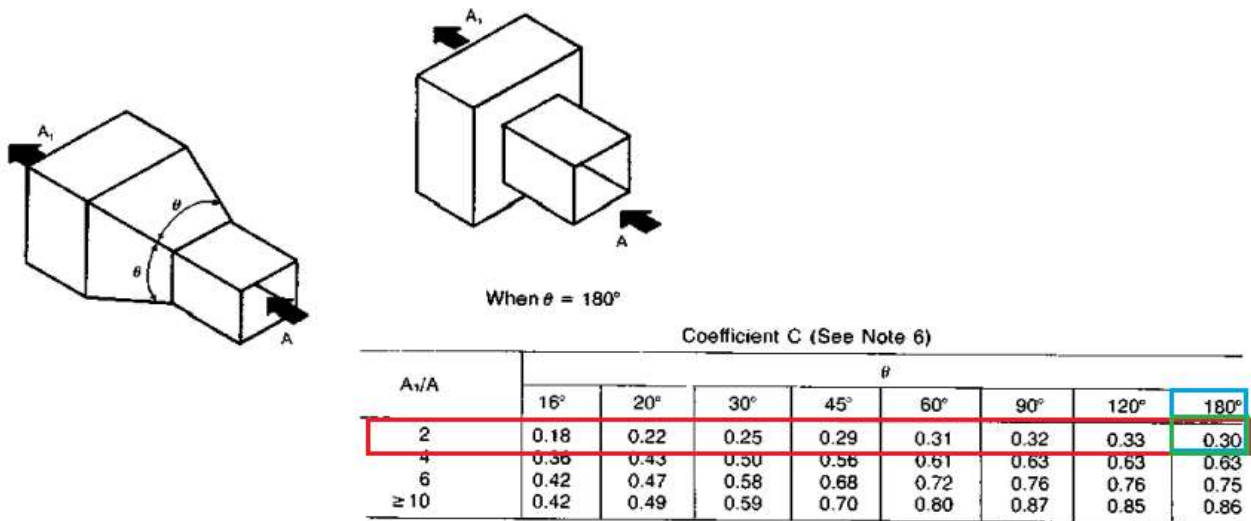 A₁
A₁
θ
θ
A
A
When θ = 180°
Coefficient C (See Note 6)
A₁/A θ
16° 20° 30° 45° 60° 90° 120° 180°
2 0.18 0.22 0.25 0.29 0.31 0.32 0.33 0.30
4 0.36 0.43 0.50 0.56 0.61 0.63 0.63 0.63
6 0.42 0.47 0.58 0.68 0.72 0.76 0.76 0.75
≥ 10 0.42 0.49 0.59 0.70 0.80 0.87 0.85 0.86